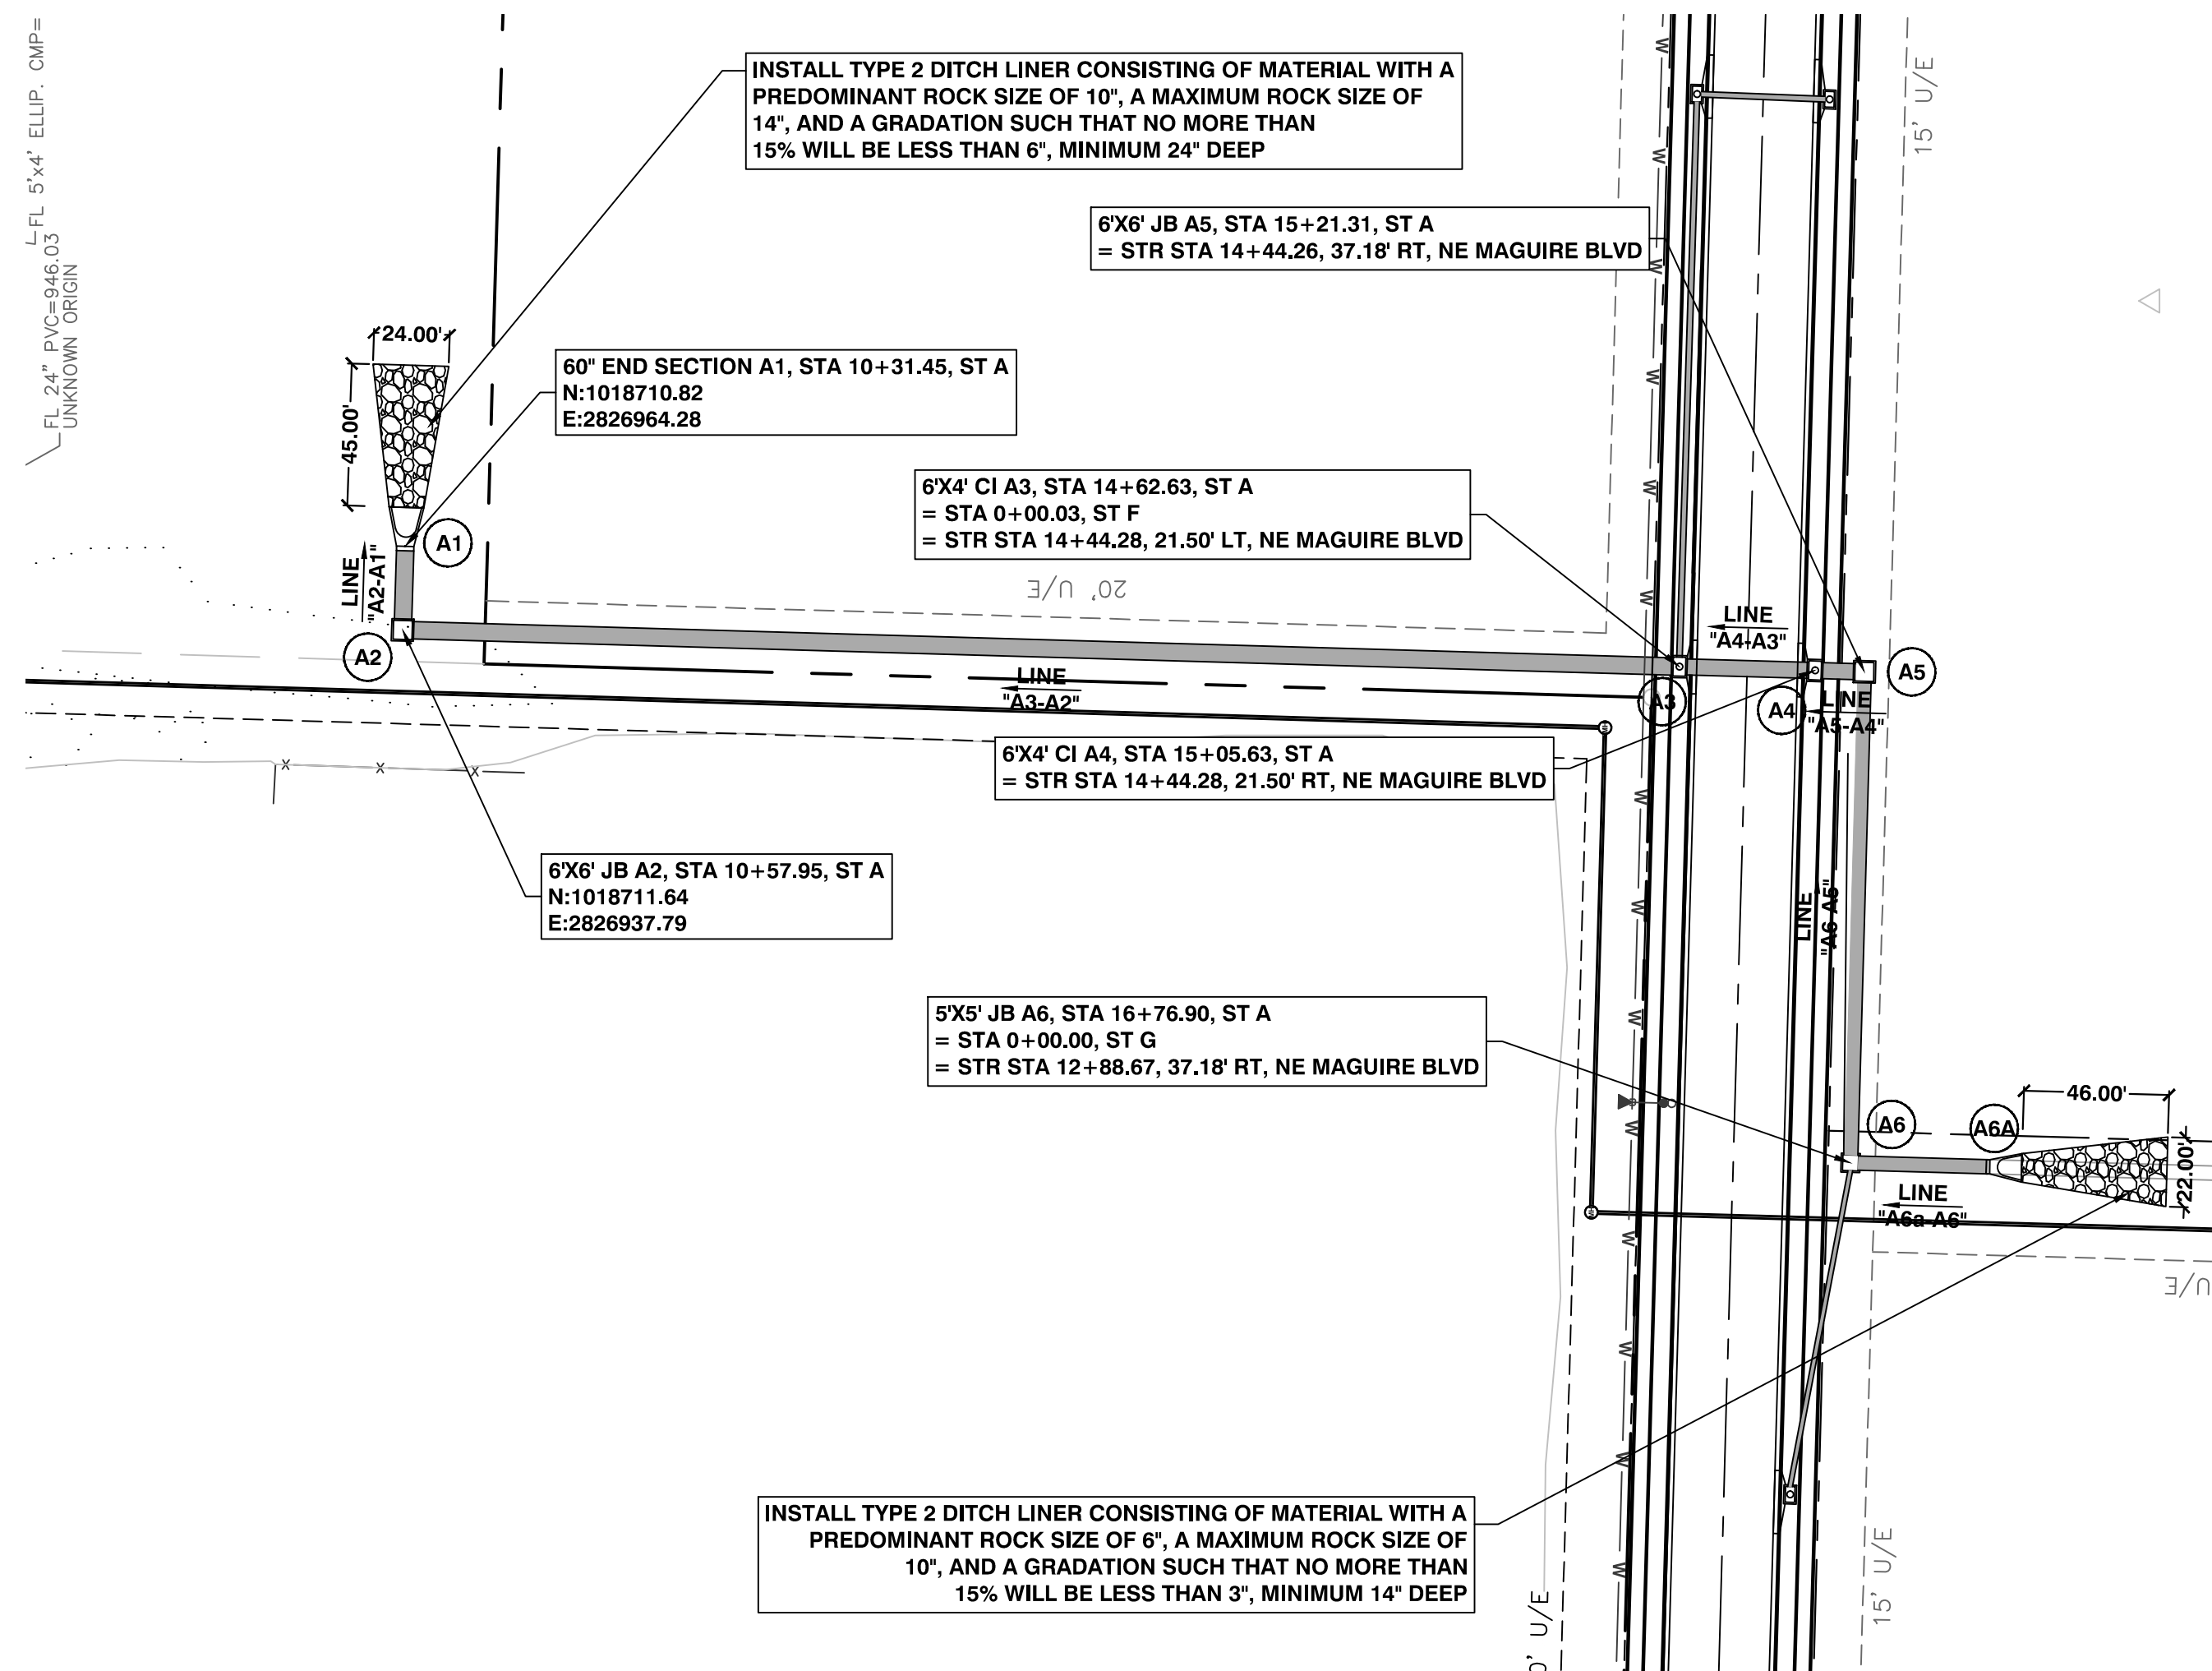 FL 5'x4' ELLIP. CMP=
FL 24" PVC=946.03
UNKNOWN ORIGIN
INSTALL TYPE 2 DITCH LINER CONSISTING OF MATERIAL WITH A
PREDOMINANT ROCK SIZE OF 10", A MAXIMUM ROCK SIZE OF
14", AND A GRADATION SUCH THAT NO MORE THAN
15% WILL BE LESS THAN 6", MINIMUM 24" DEEP
15' U/E
6'X6' JB A5, STA 15+21.31, ST A
= STR STA 14+44.26, 37.18' RT, NE MAGUIRE BLVD
24.00'
45.00'
60" END SECTION A1, STA 10+31.45, ST A
N:1018710.82
E:2826964.28
6'X4' CI A3, STA 14+62.63, ST A
= STA 0+00.03, ST F
= STR STA 14+44.28, 21.50' LT, NE MAGUIRE BLVD
A1
LINE
"A2-A1"
20' U/E
LINE
"A4-A3"
A2
A5
LINE
"A3-A2"
A3
A4
LINE
"A5-A4"
6'X4' CI A4, STA 15+05.63, ST A
= STR STA 14+44.28, 21.50' RT, NE MAGUIRE BLVD
X X X
6'X6' JB A2, STA 10+57.95, ST A
N:1018711.64
E:2826937.79
LINE
"A6-A5"
5'X5' JB A6, STA 16+76.90, ST A
= STA 0+00.00, ST G
= STR STA 12+88.67, 37.18' RT, NE MAGUIRE BLVD
46.00'
A6
A6A
22.00'
LINE
"A6a-A6"
U/E
W W W W W W W W W W W W W W
INSTALL TYPE 2 DITCH LINER CONSISTING OF MATERIAL WITH A
PREDOMINANT ROCK SIZE OF 6", A MAXIMUM ROCK SIZE OF
10", AND A GRADATION SUCH THAT NO MORE THAN
15% WILL BE LESS THAN 3", MINIMUM 14" DEEP
0' U/E
15' U/E